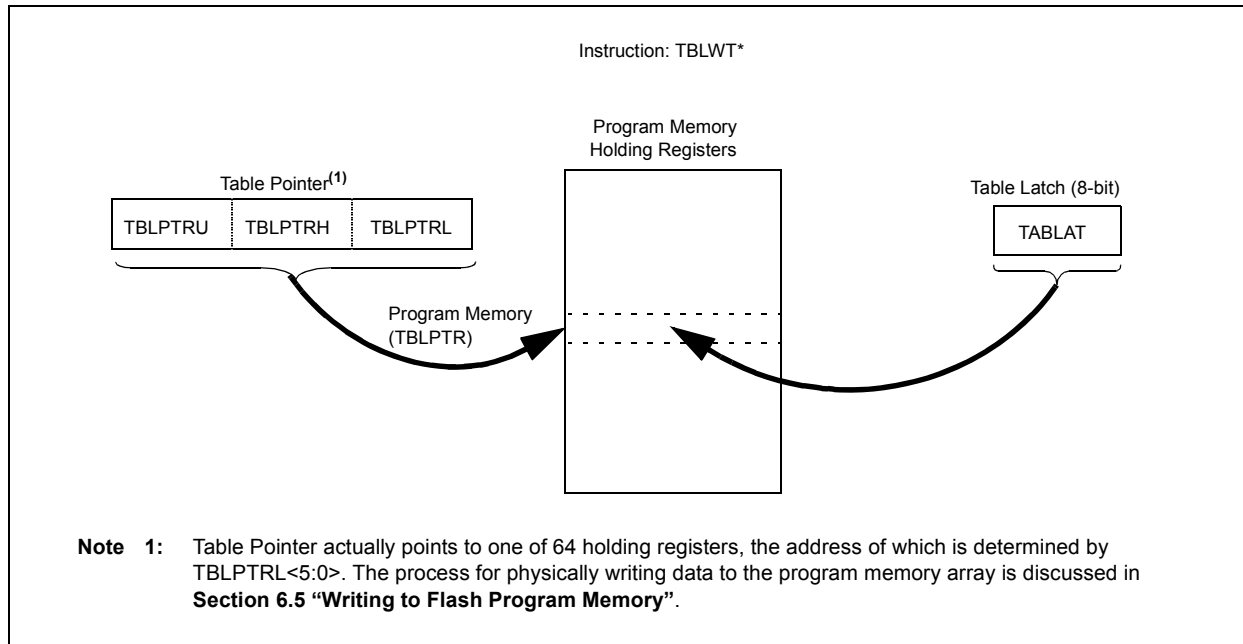 Instruction: TBLWT*
Program Memory
Holding Registers
Table Pointer(1)
Table Latch (8-bit)
TBLPTRU TBLPTRH TBLPTRL
TABLAT
Program Memory
(TBLPTR)
Note 1: Table Pointer actually points to one of 64 holding registers, the address of which is determined by
TBLPTRL<5:0>. The process for physically writing data to the program memory array is discussed in
Section 6.5 “Writing to Flash Program Memory”.